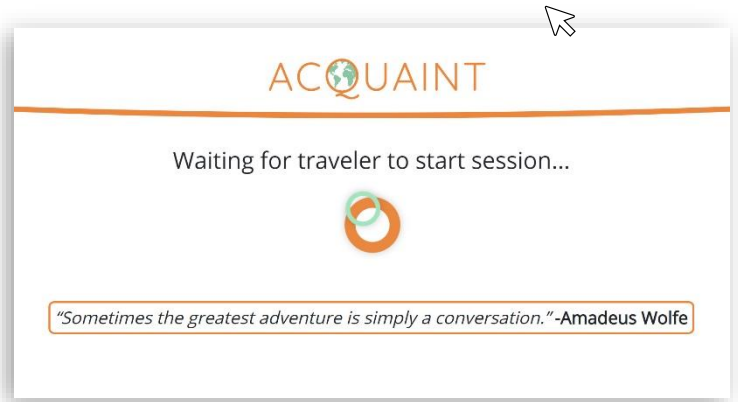 ACQUAINT
Waiting for traveler to start session...
“Sometimes the greatest adventure is simply a conversation.” -Amadeus Wolfe